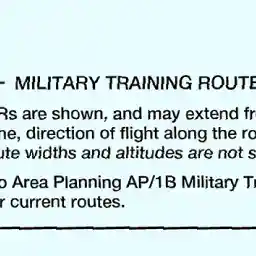 - MILITARY TRAINING ROUTE
Rs are shown, and may extend fr
ne, direction of flight along the ro
ute widths and altitudes are not s
o Area Planning AP/1B Military Tr
r current routes.